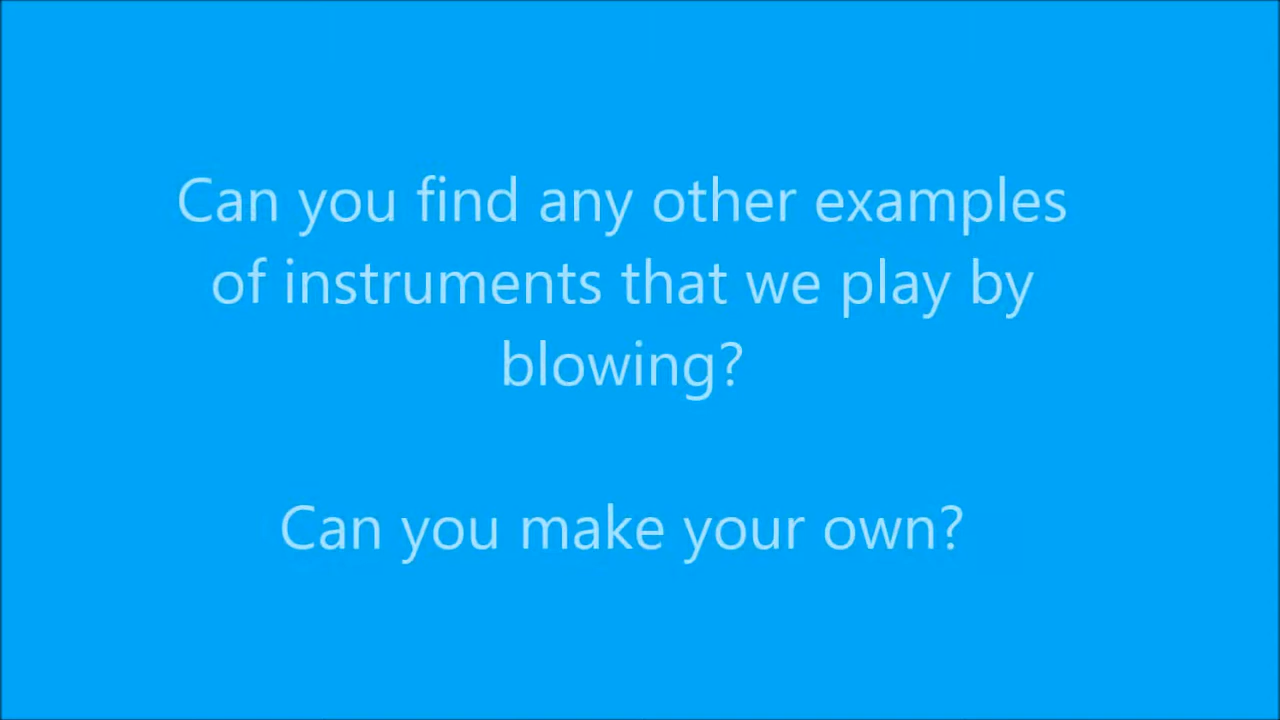 Can you find any other examples
of instruments that we play by
blowing?
Can you make your own?